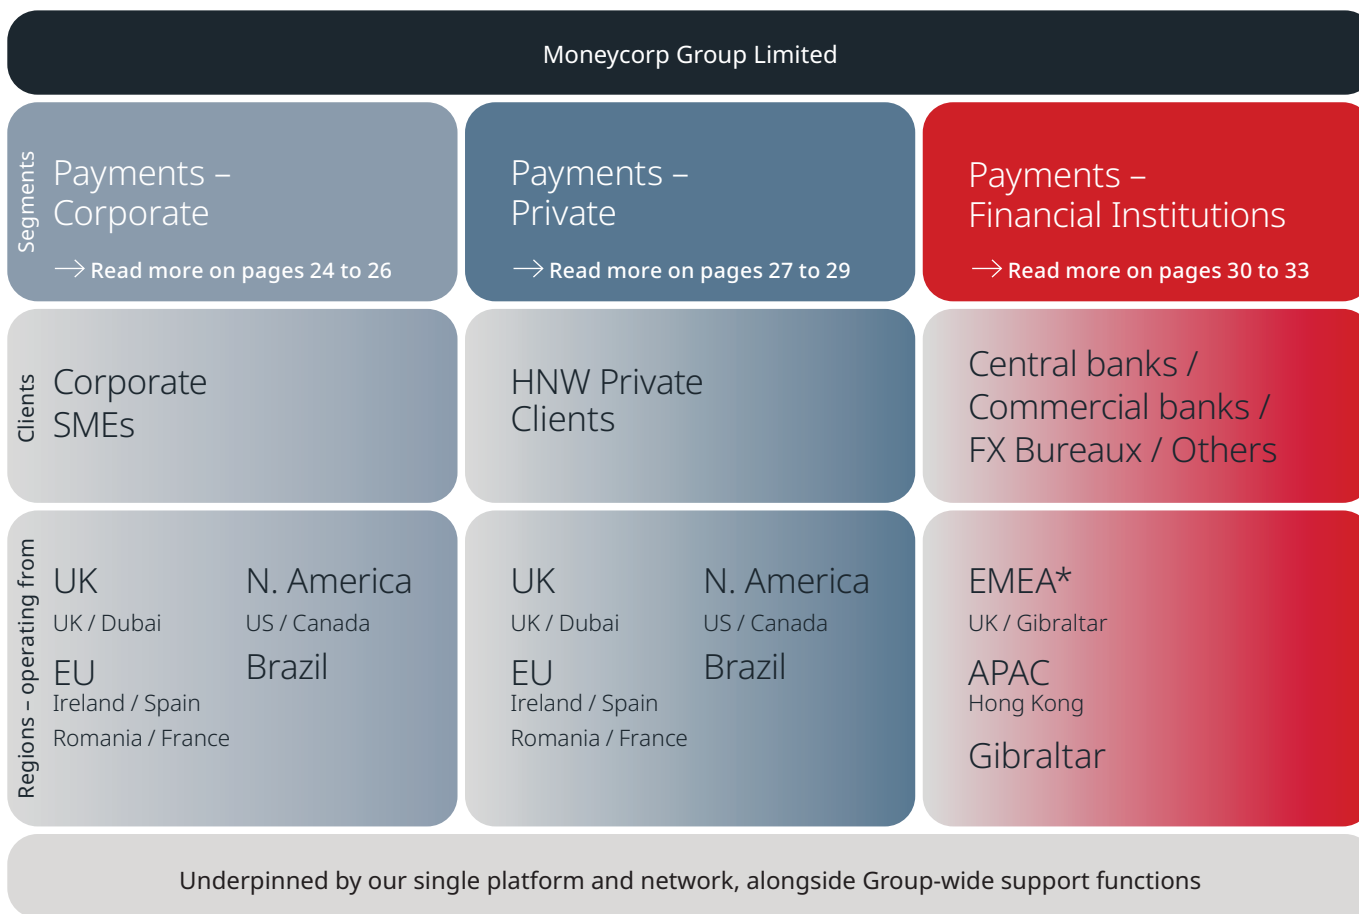 Moneycorp Group Limited
Segments
Payments –
Corporate
→ Read more on pages 24 to 26
Payments –
Private
→ Read more on pages 27 to 29
Payments –
Financial Institutions
→ Read more on pages 30 to 33
Clients
Corporate
SMEs
HNW Private
Clients
Central banks /
Commercial banks /
FX Bureaux / Others
Regions – operating from
UK
UK / Dubai
EU
Ireland / Spain
Romania / France
N. America
US / Canada
Brazil
UK
UK / Dubai
EU
Ireland / Spain
Romania / France
N. America
US / Canada
Brazil
EMEA*
UK / Gibraltar
APAC
Hong Kong
Gibraltar
Underpinned by our single platform and network, alongside Group-wide support functions